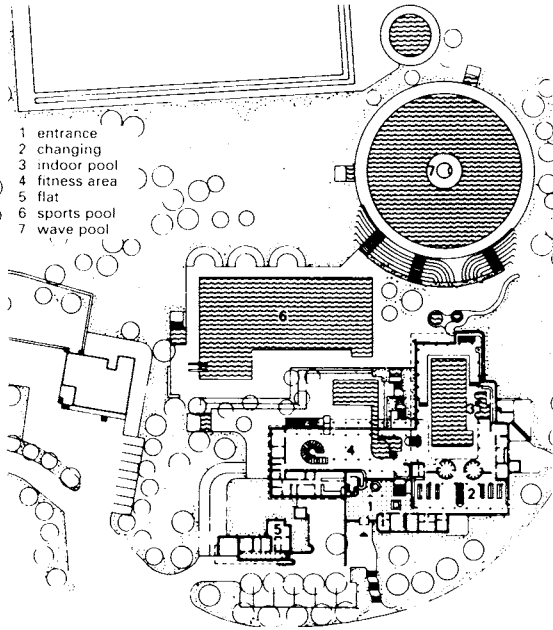 1 entrance
2 changing
3 indoor pool
4 fitness area
5 flat
6 sports pool
7 wave pool
7
6
3
4
2
1
5